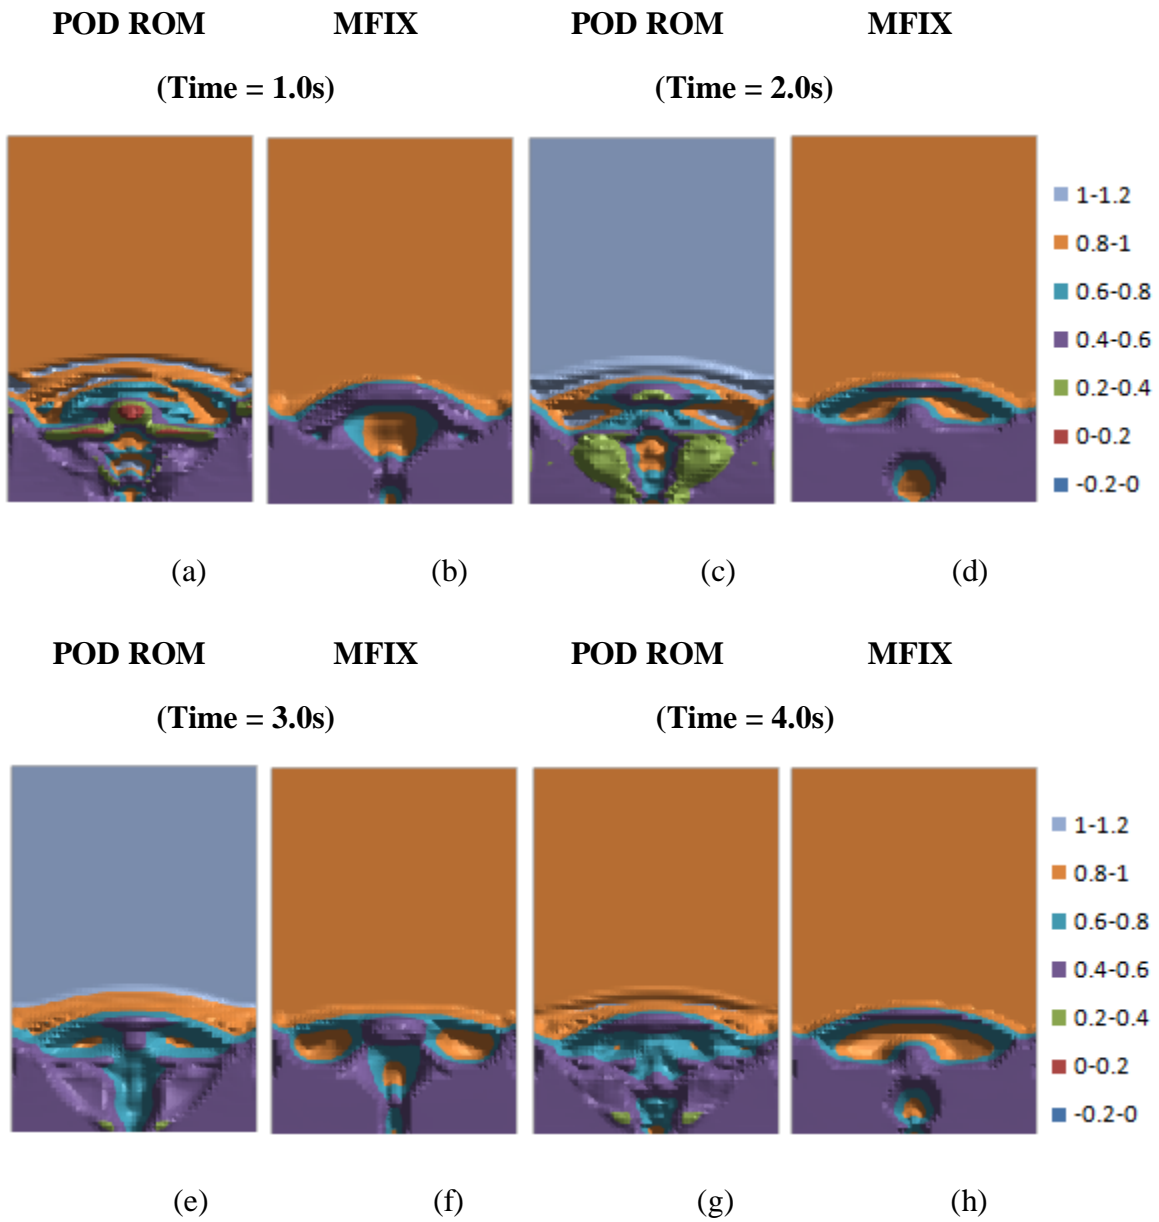 POD ROM MFIX POD ROM MFIX
(Time = 1.0s) (Time = 2.0s)
1-1.2
0.8-1
0.6-0.8
0.4-0.6
0.2-0.4
0-0.2
-0.2-0
(a) (b) (c) (d)
POD ROM MFIX POD ROM MFIX
(Time = 3.0s) (Time = 4.0s)
1-1.2
0.8-1
0.6-0.8
0.4-0.6
0.2-0.4
0-0.2
-0.2-0
(e) (f) (g) (h)